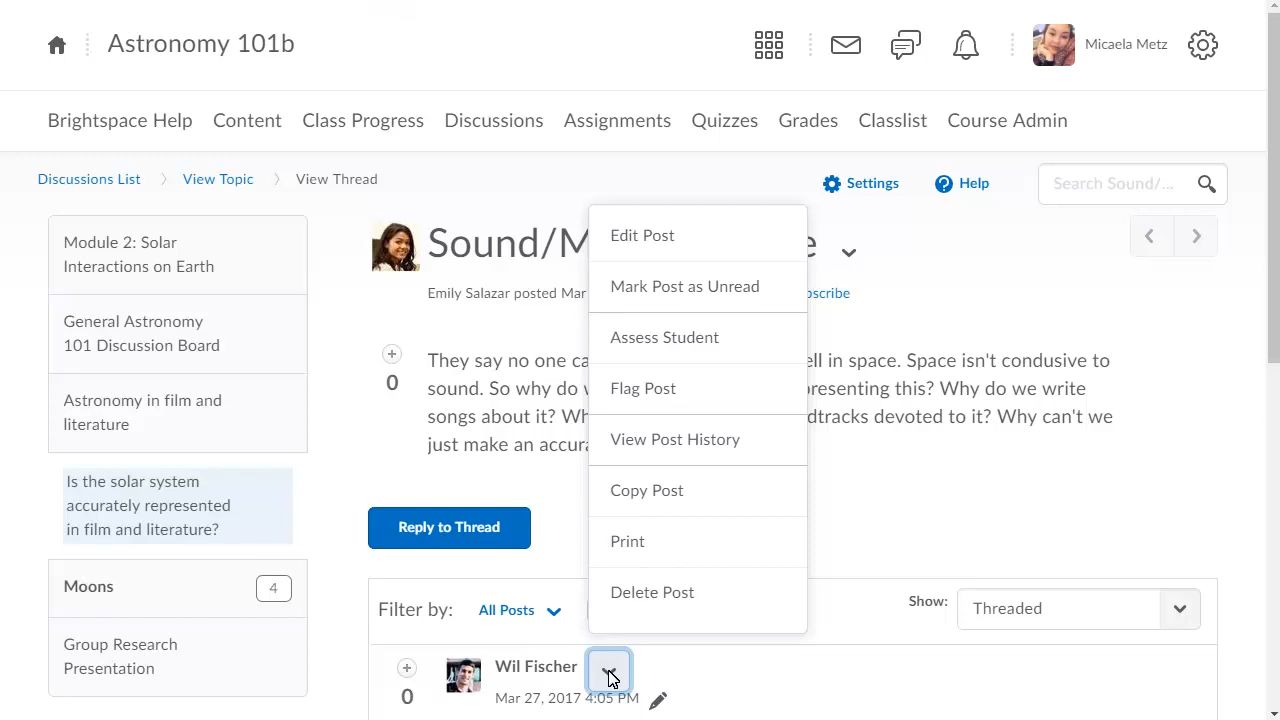 Astronomy 101b
Micaela Metz
Brightspace Help Content Class Progress Discussions Assignments Quizzes Grades Classlist Course Admin
Discussions List View Topic View Thread
Settings Help Search Sound/...
Module 2: Solar
Interactions on Earth
General Astronomy
101 Discussion Board
Astronomy in film and
literature
Is the solar system
accurately represented
in film and literature?
Moons 4
Group Research
Presentation
Sound/M e
Emily Salazar posted Mar bscribe
0
They say no one ca ell in space. Space isn't condusive to
sound. So why do presenting this? Why do we write
songs about it? Wh dtracks devoted to it? Why can't we
just make an accura
Reply to Thread
Edit Post
Mark Post as Unread
Assess Student
Flag Post
View Post History
Copy Post
Print
Delete Post
Filter by: All Posts
Show: Threaded
Wil Fischer
0 Mar 27, 2017 4:05 PM